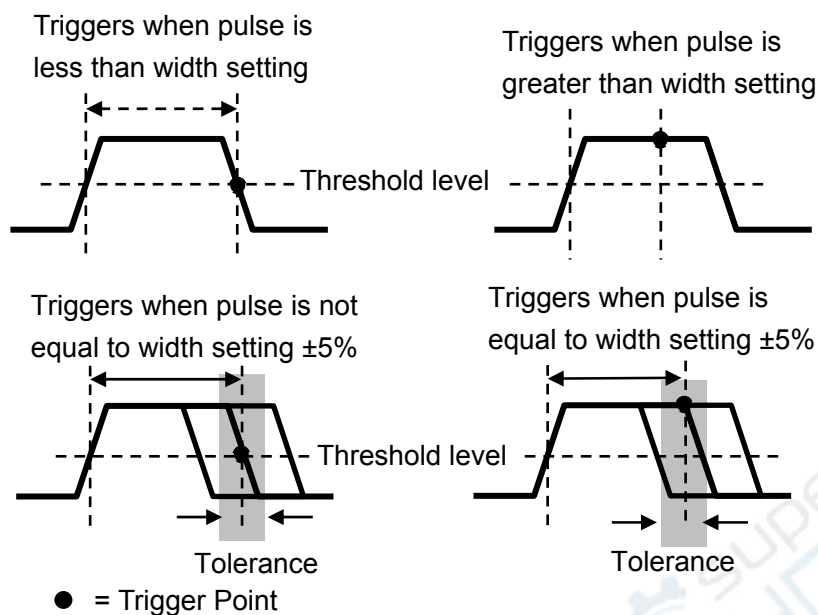 Triggers when pulse is
less than width setting
Triggers when pulse is
greater than width setting
Threshold level
Triggers when pulse is not
equal to width setting ±5%
Triggers when pulse is
equal to width setting ±5%
Threshold level
Tolerance
Tolerance
= Trigger Point
supe